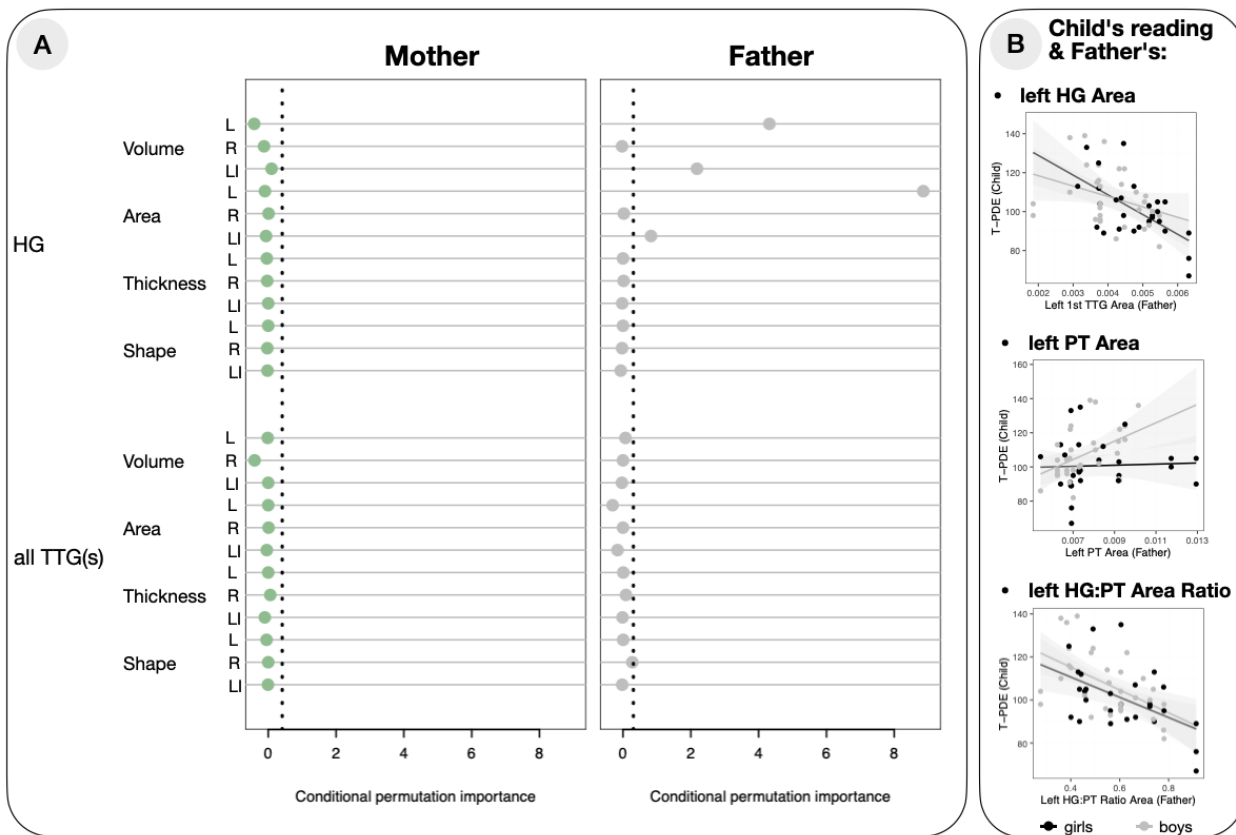 A
Mother
Father
HG
Volume
L
R
LI
Area
L
R
LI
Thickness
L
R
LI
Shape
L
R
LI
all TTG(s)
Volume
L
R
LI
Area
L
R
LI
Thickness
L
R
LI
Shape
L
R
LI
0 2 4 6 8
Conditional permutation importance
0 2 4 6 8
Conditional permutation importance
B
Child's reading
& Father's:
• left HG Area
T-PDE (Child)
140
120
100
80
0.002 0.003 0.004 0.005 0.006
Left 1st TTG Area (Father)
• left PT Area
T-PDE (Child)
160
140
120
100
80
0.007 0.009 0.011 0.013
Left PT Area (Father)
• left HG:PT Area Ratio
T-PDE (Child)
140
120
100
80
0.4 0.6 0.8
Left HG:PT Ratio Area (Father)
girls boys